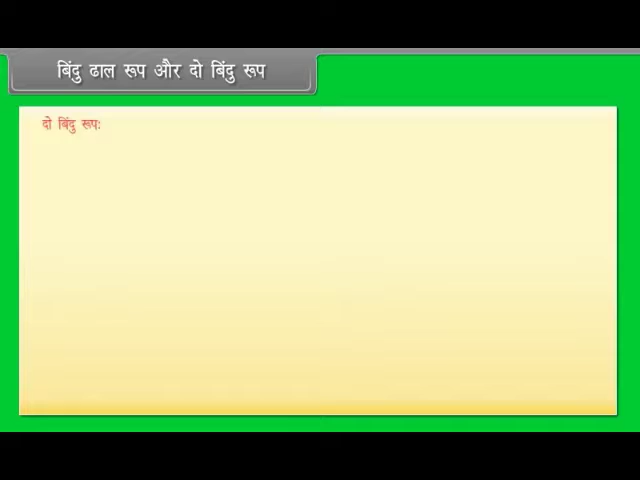 बिंदु ढाल रूप और दो बिंदु रूप
दो बिंदु रूप: